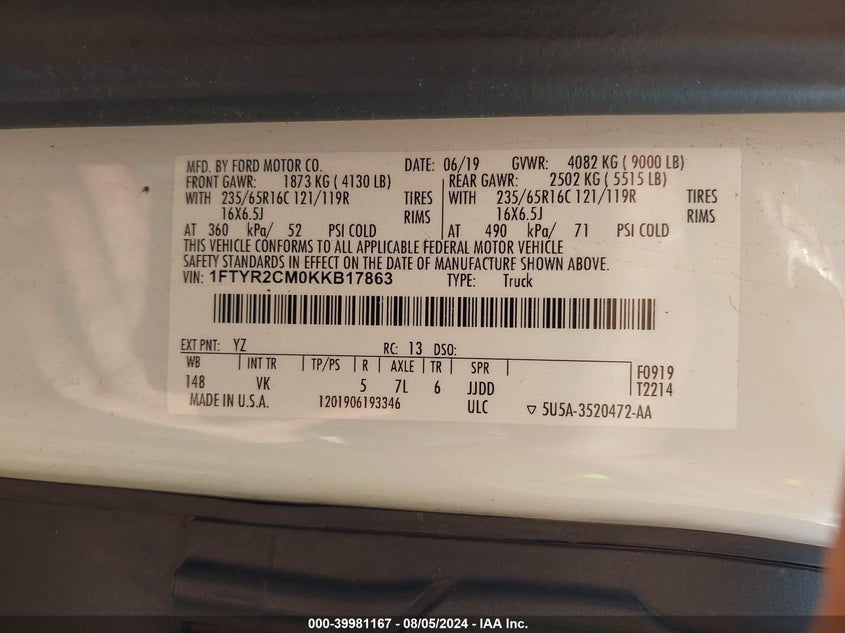 MFD. BY FORD MOTOR CO. DATE: 06/19 GVWR: 4082 KG ( 9000 LB)
FRONT GAWR: 1873 KG ( 4130 LB) REAR GAWR: 2502 KG ( 5515 LB)
WITH 235/65R16C 121/119R TIRES WITH 235/65R16C 121/119R TIRES
16X6.5J RIMS 16X6.5J RIMS
AT 360 kPa/ 52 PSI COLD AT 490 kPa/ 71 PSI COLD
THIS VEHICLE CONFORMS TO ALL APPLICABLE FEDERAL MOTOR VEHICLE
SAFETY STANDARDS IN EFFECT ON THE DATE OF MANUFACTURE SHOWN ABOVE.
VIN: 1FTYR2CM0KKB17863 TYPE: Truck
EXT PNT: YZ RC: 13 DSO:
WB INT TR TP/PS R AXLE TR SPR F0919
148 VK 5 7L 6 JJDD T2214
MADE IN U.S.A. 1201906193346 ULC ▽ 5U5A-3520472-AA
000-39981167 - 08/05/2024 - IAA Inc.